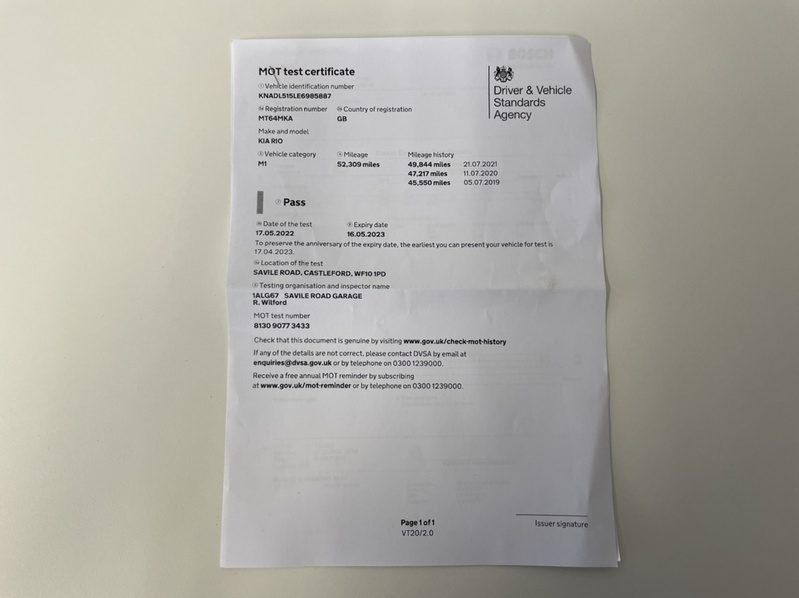 MOT test certificate
Vehicle identification number
KNADL515LE6985887
Registration number Country of registration
MT64MKA GB
Make and model
KIA RIO
Vehicle category Mileage Mileage history
M1 52,309 miles 49,844 miles 21.07.2021
47,217 miles 11.07.2020
45,550 miles 05.07.2019
Driver & Vehicle
Standards
Agency
Pass
Date of the test Expiry date
17.05.2022 16.05.2023
To preserve the anniversary of the expiry date, the earliest you can present your vehicle for test is
17.04.2023.
Location of the test
SAVILE ROAD, CASTLEFORD, WF10 1PD
Testing organisation and inspector name
1ALG67 SAVILE ROAD GARAGE
R. Wilford
MOT test number
8130 9077 3433
Check that this document is genuine by visiting www.gov.uk/check-mot-history
If any of the details are not correct, please contact DVSA by email at
enquiries@dvsa.gov.uk or by telephone on 0300 1239000.
Receive a free annual MOT reminder by subscribing
at www.gov.uk/mot-reminder or by telephone on 0300 1239000.
Page 1 of 1
VT20/2.0
Issuer signature